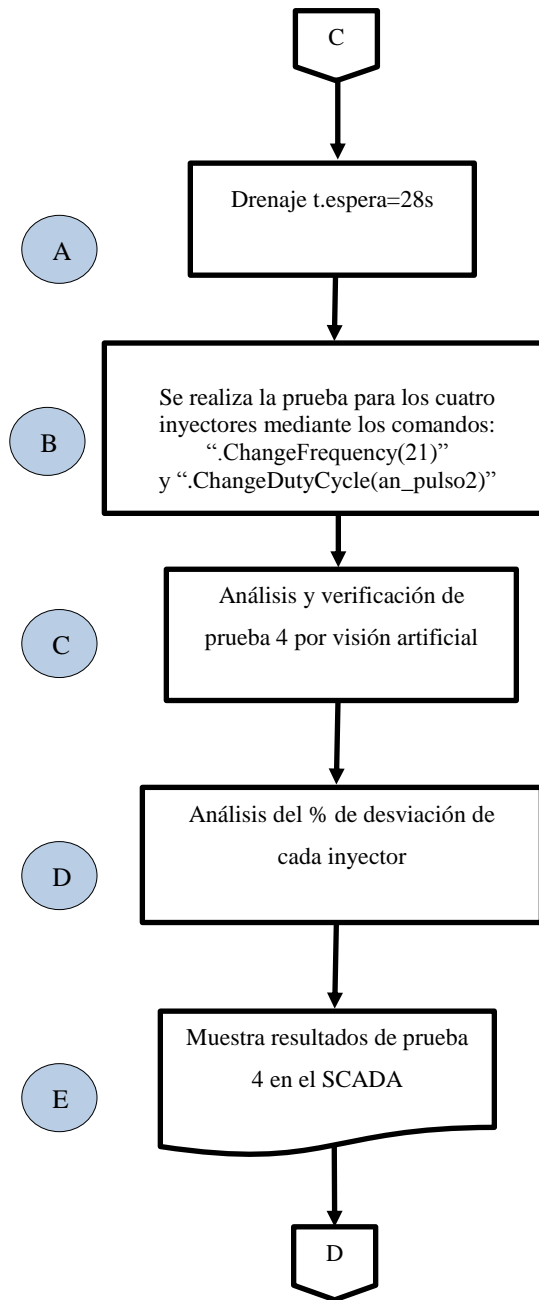 C
Drenaje t.espera=28s
A
Se realiza la prueba para los cuatro
inyectores mediante los comandos:
“.ChangeFrequency(21)”
y “.ChangeDutyCycle(an_pulso2)”
B
Análisis y verificación de
prueba 4 por visión artificial
C
Análisis del % de desviación de
cada inyector
D
Muestra resultados de prueba
4 en el SCADA
E
D